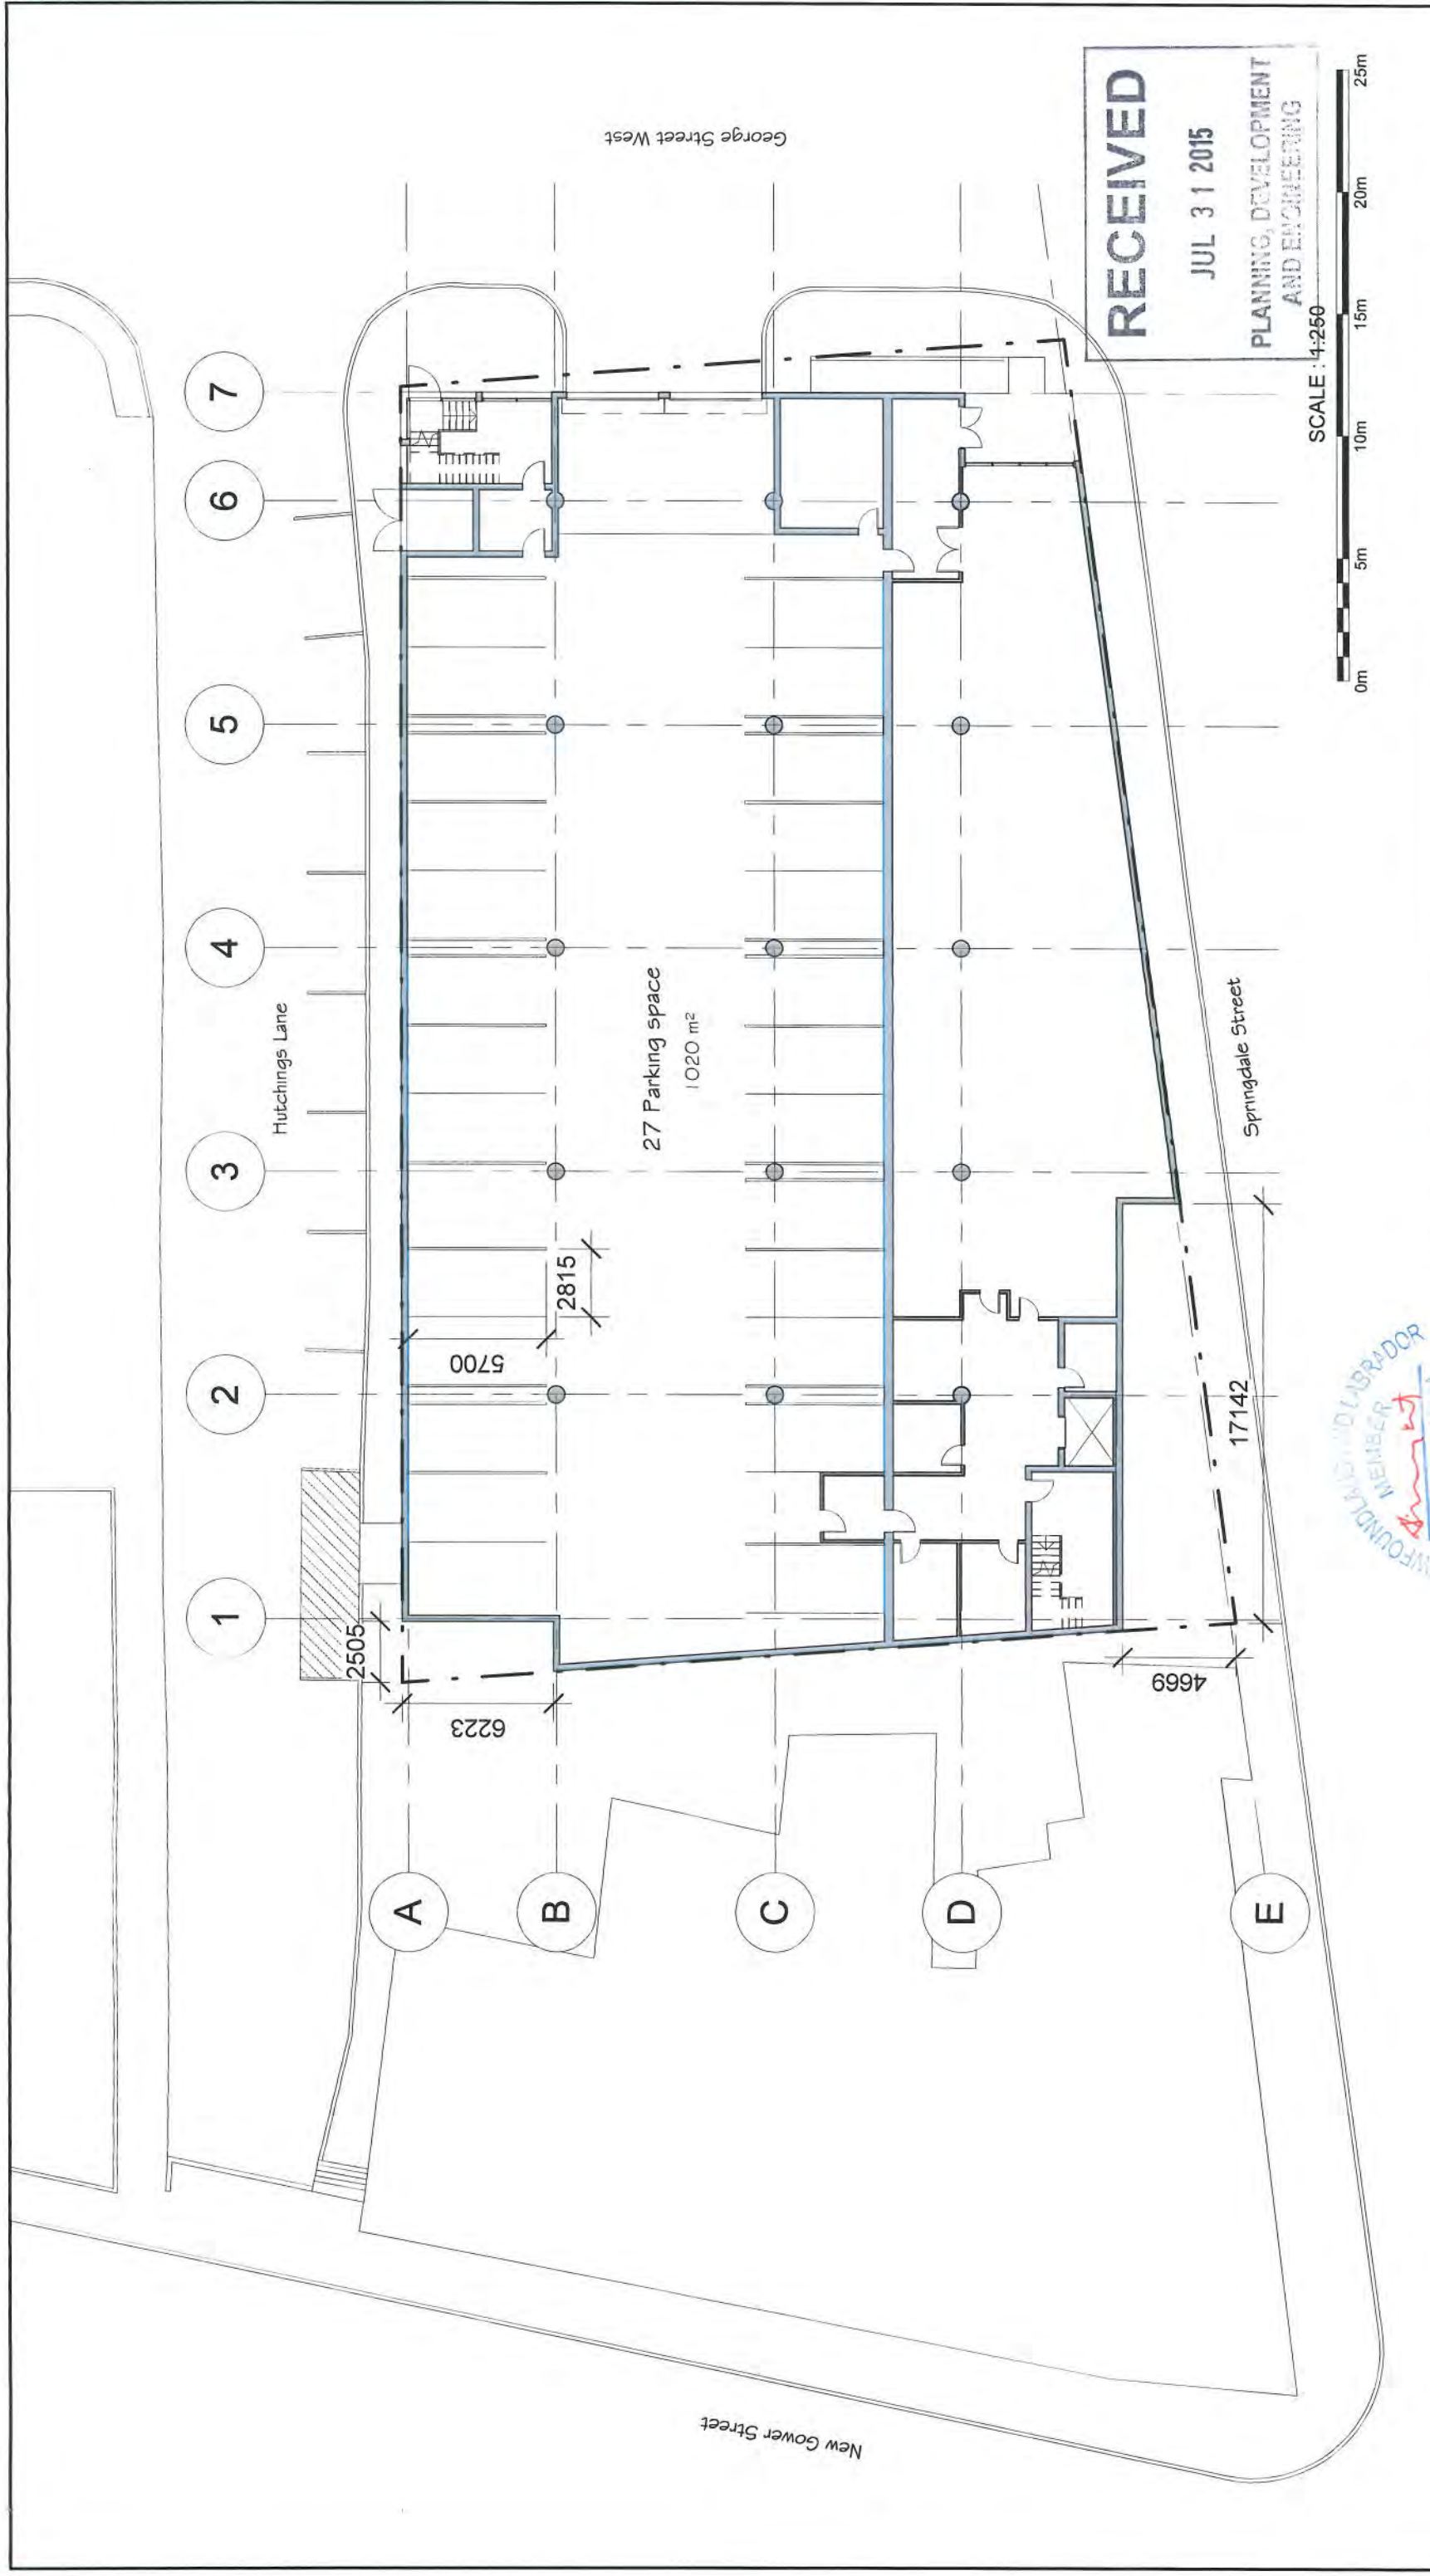 George Street West
RECEIVED
JUL 3 1 2015
PLANNING, DEVELOPMENT
AND ENGINEERING
SCALE : 1:250
0m
5m
10m
15m
20m
25m
7
6
5
4
3
2
1
Hutchings Lane
27 Parking space
1020 m²
2815
5700
2505
6223
Springdale Street
17142
4669
A
B
C
D
E
New Gower Street
LABRADOR
MEMBER